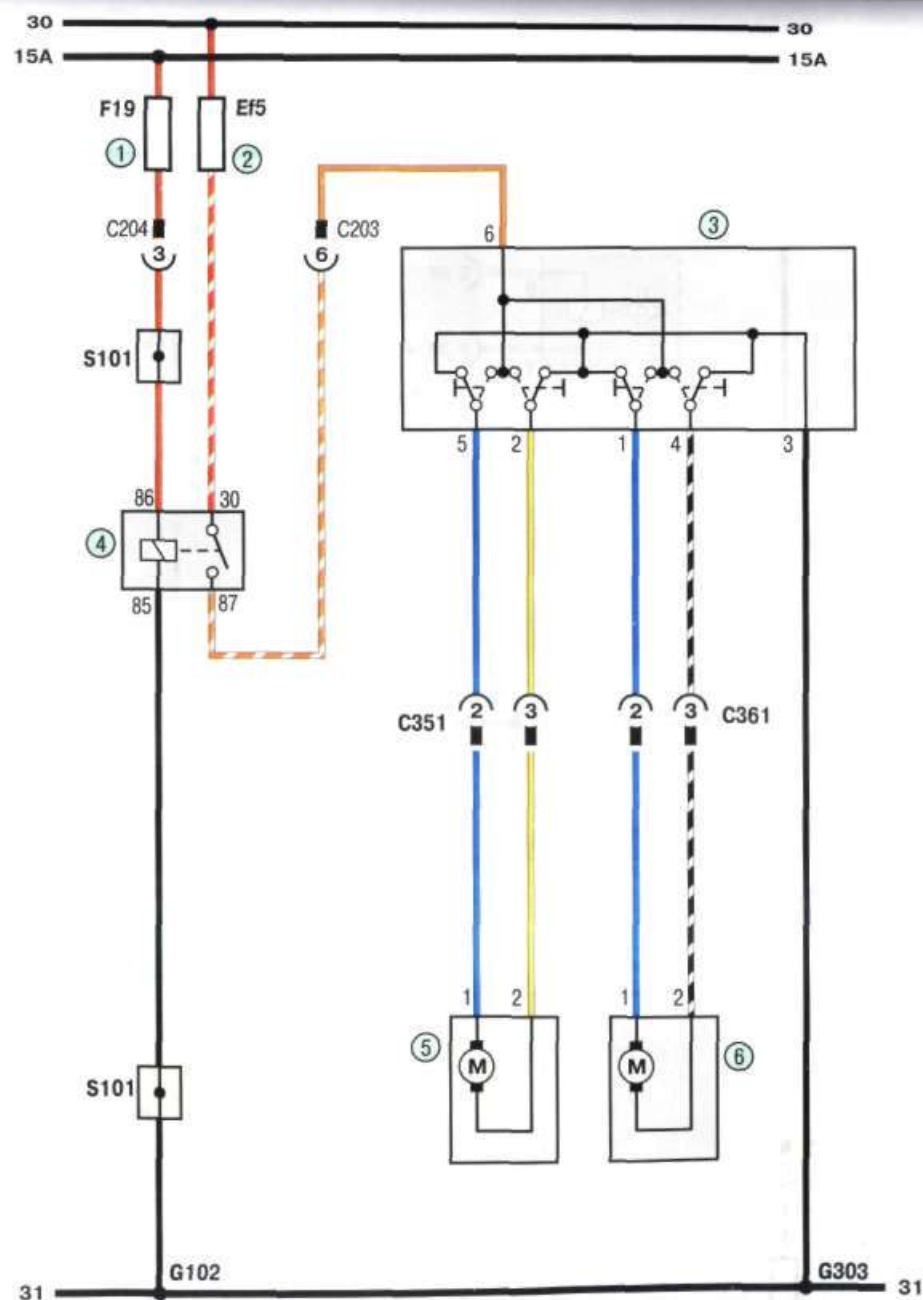 30 30
15A 15A
F19 Ef5
1 2
C204 C203 6 3
3 6
S101
5 2 1 4 3
86 30
4
85 87
C351 2 3 2 3 C361
1 2 1 2
5 M M 6
S101
G102 G303
31 31